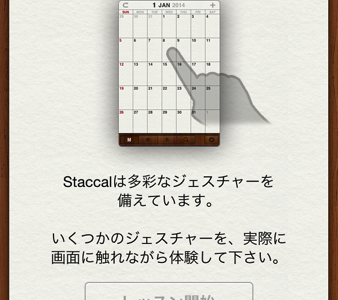 1 JAN 2014
Staccalは多彩なジェスチャーを
備えています。
いくつかのジェスチャーを、実際に
画面に触れながら体験して下さい。